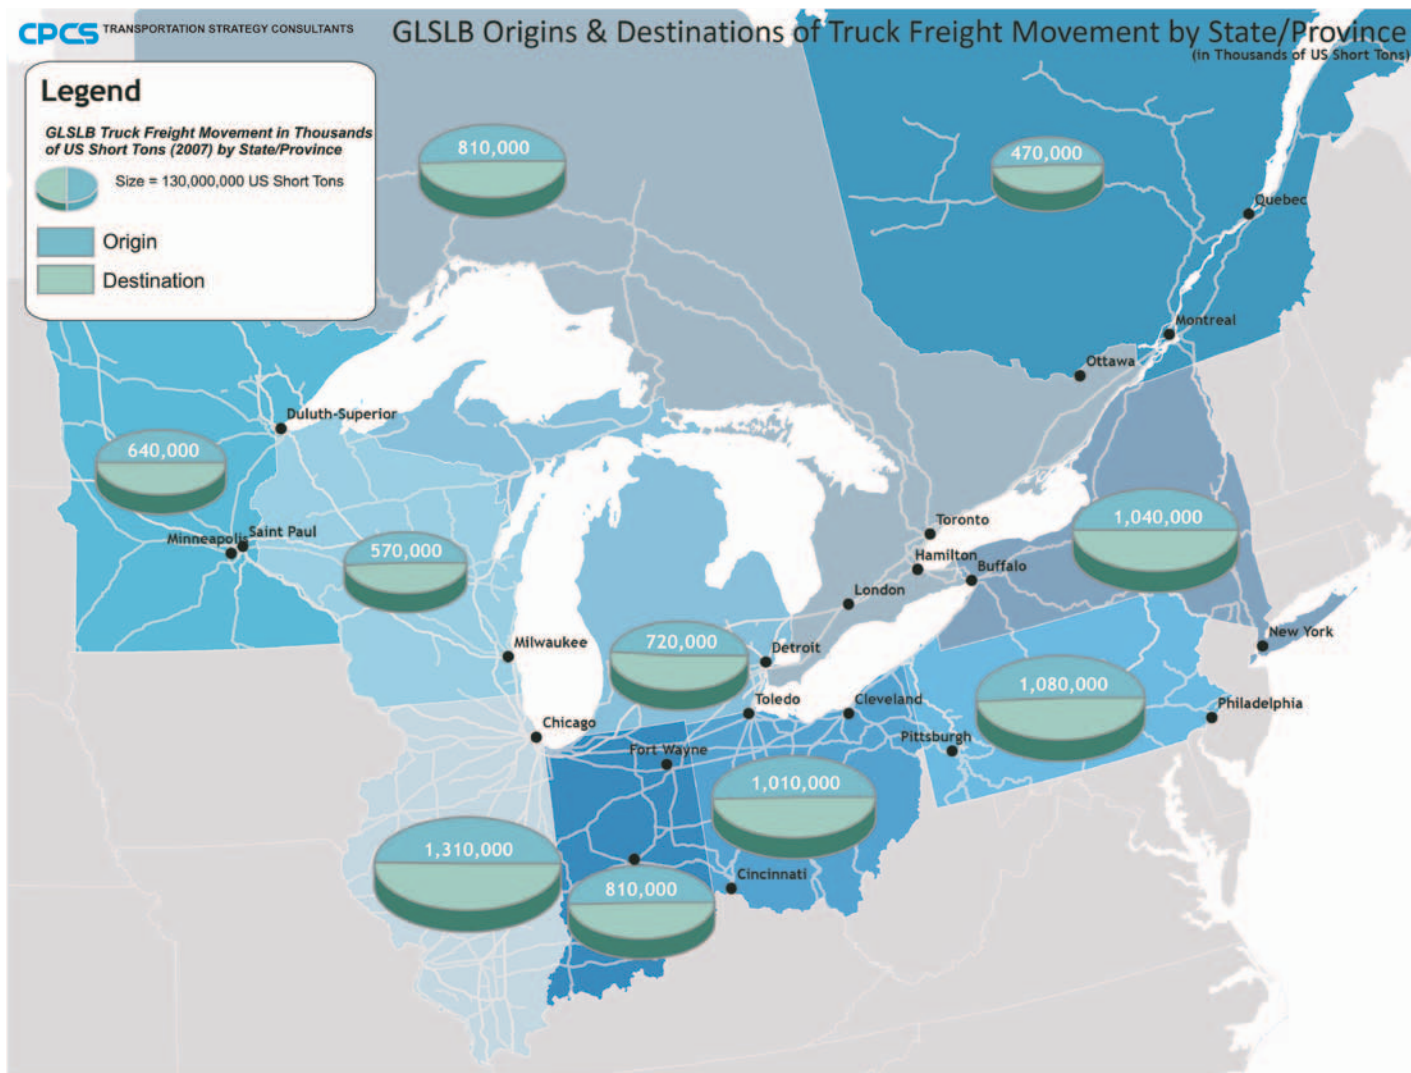 CPCS TRANSPORTATION STRATEGY CONSULTANTS
GLSLB Origins & Destinations of Truck Freight Movement by State/Province
(in Thousands of US Short Tons)
Legend
GLSLB Truck Freight Movement in Thousands
of US Short Tons (2007) by State/Province
Size = 130,000,000 US Short Tons
Origin
Destination
810,000
470,000
Quebec
Montreal
Ottawa
Duluth-Superior
640,000
Saint Paul
Minneapolis
570,000
Toronto
Hamilton
Buffalo
London
1,040,000
Milwaukee
720,000
Detroit
New York
Toledo
Cleveland
1,080,000
Philadelphia
Chicago
Fort Wayne
Pittsburgh
1,010,000
1,310,000
810,000
Cincinnati